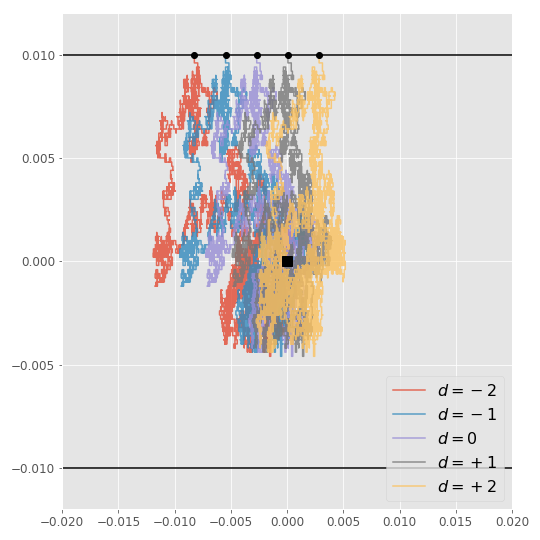 0.010
0.005
0.000
−0.005
−0.010
d = − 2
d = − 1
d = 0
d = + 1
d = + 2
−0.020 −0.015 −0.010 −0.005 0.000 0.005 0.010 0.015 0.020